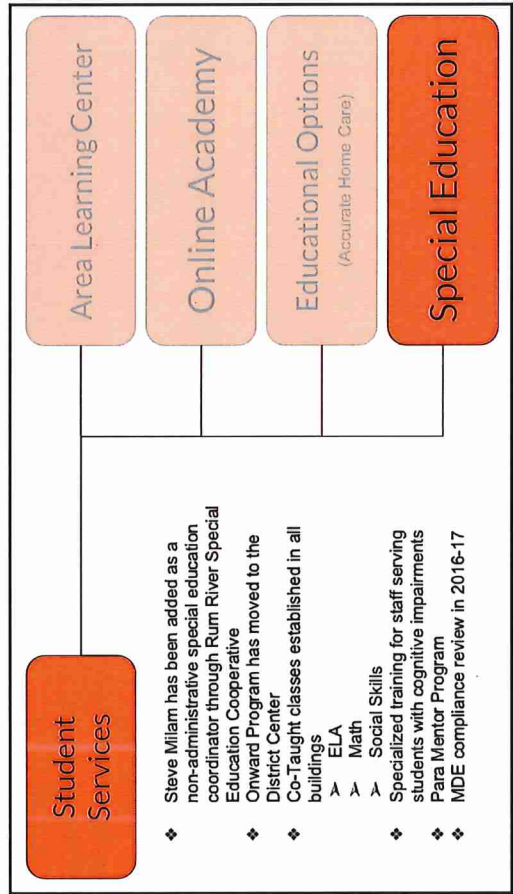 Student
Services
❖ Steve Milam has been added as a
non-administrative special education
coordinator through Rum River Special
Education Cooperative
❖ Onward Program has moved to the
District Center
❖ Co-Taught classes established in all
buildings
➢ ELA
➢ Math
➢ Social Skills
❖ Specialized training for staff serving
students with cognitive impairments
❖ Para Mentor Program
❖ MDE compliance review in 2016-17
Area Learning Center
Online Academy
Educational Options
(Accurate Home Care)
Special Education